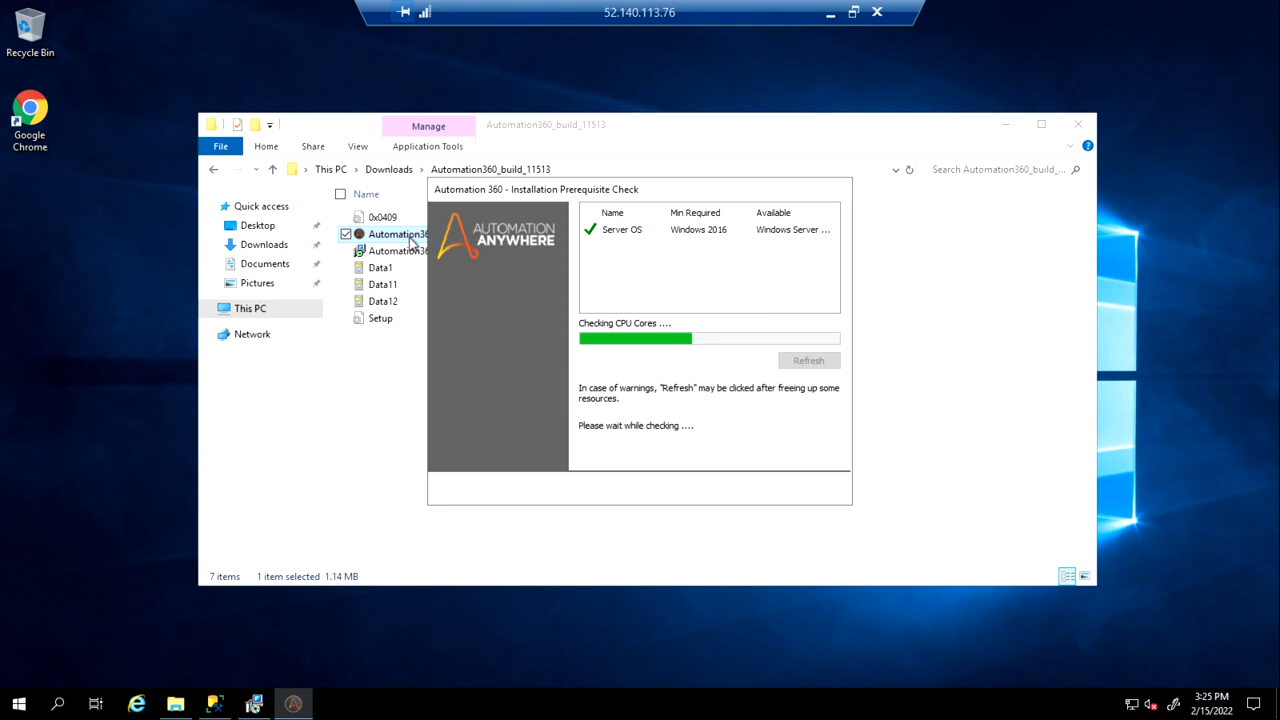 52.140.113.76
Recycle Bin
Google
Chrome
Manage
Automation360_build_11513
File
Home
Share
View
Application Tools
This PC
Downloads
Automation360_build_11513
Search Automation360_build_...
Quick access
Desktop
Downloads
Documents
Pictures
This PC
Network
Name
0x0409
Automation36
Automation36
Data1
Data11
Data12
Setup
Automation 360 - Installation Prerequisite Check
AUTOMATION
ANYWHERE
Name Min Required Available
Server OS Windows 2016 Windows Server ...
Checking CPU Cores ....
Refresh
In case of warnings, "Refresh" may be clicked after freeing up some
resources.
Please wait while checking ....
7 items 1 item selected 1.14 MB
3:25 PM
2/15/2022